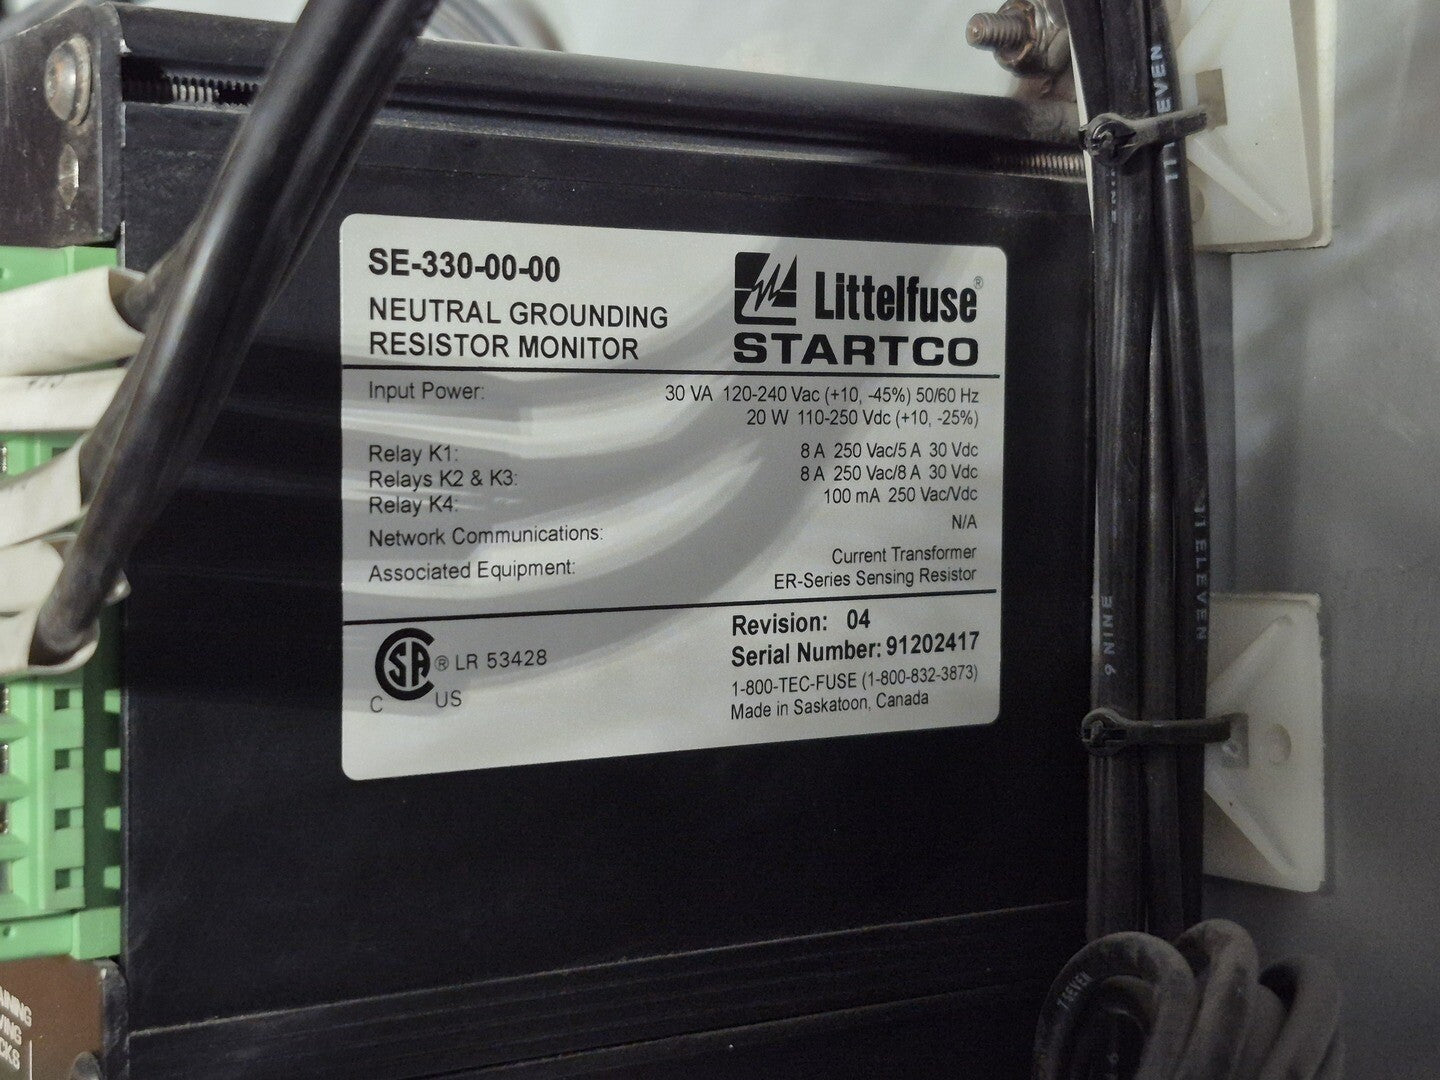 SE-330-00-00
NEUTRAL GROUNDING
RESISTOR MONITOR
Littelfuse®
STARTCO
Input Power: 30 VA 120-240 Vac (+10, -45%) 50/60 Hz
20 W 110-250 Vdc (+10, -25%)
Relay K1: 8 A 250 Vac/5 A 30 Vdc
Relays K2 & K3: 8 A 250 Vac/8 A 30 Vdc
Relay K4: 100 mA 250 Vac/Vdc
Network Communications: N/A
Associated Equipment: Current Transformer
ER-Series Sensing Resistor
CSA ® LR 53428
C US
Revision: 04
Serial Number: 91202417
1-800-TEC-FUSE (1-800-832-3873)
Made in Saskatoon, Canada
9 NINE
11 ELEVEN
7 SEVEN